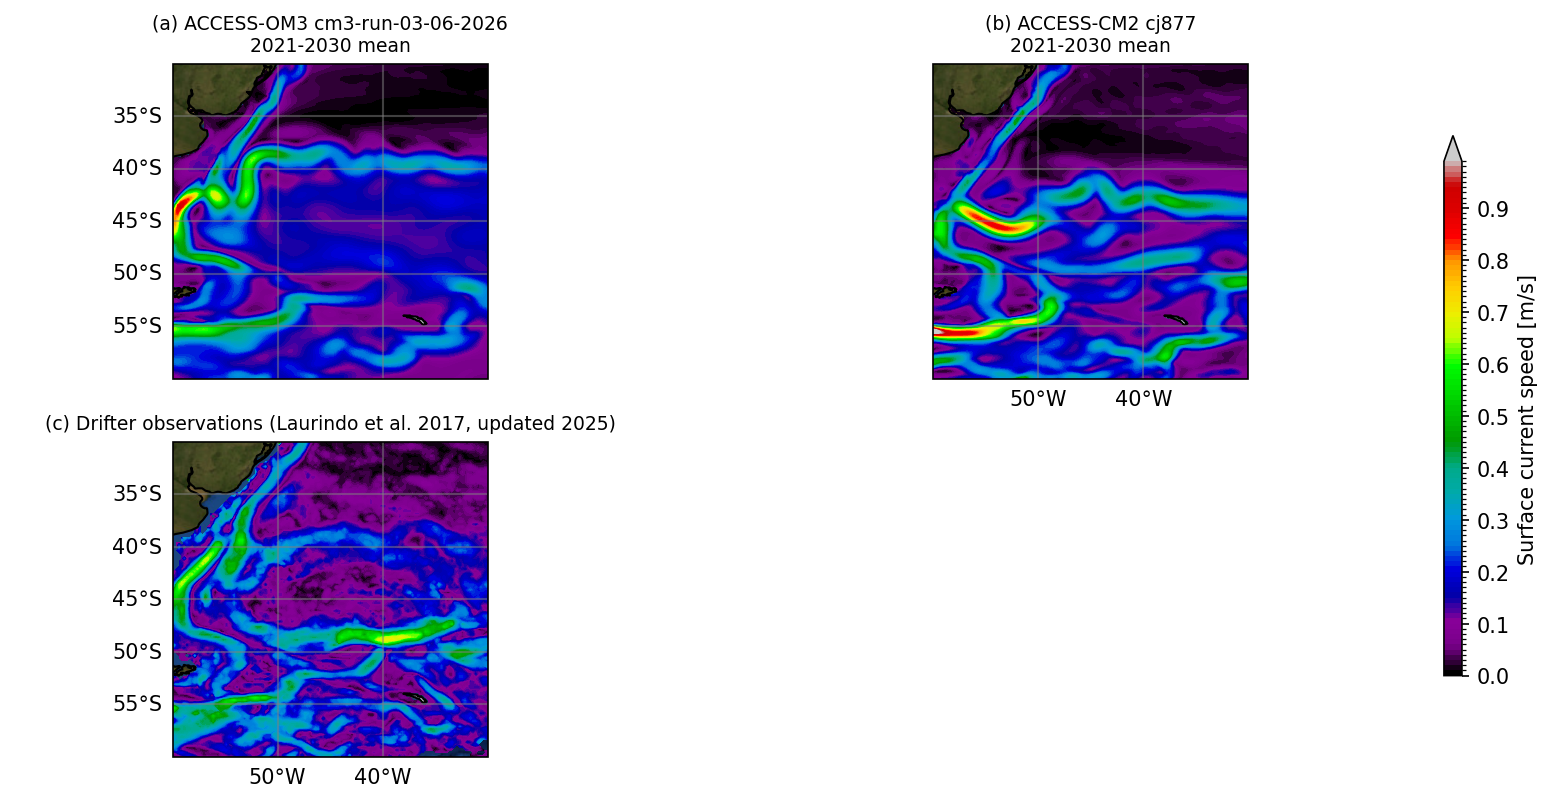 (a) ACCESS-OM3 cm3-run-03-06-2026
2021-2030 mean
(b) ACCESS-CM2 cj877
2021-2030 mean
35°S
40°S
45°S
50°S
55°S
50°W
40°W
(c) Drifter observations (Laurindo et al. 2017, updated 2025)
35°S
40°S
45°S
50°S
55°S
50°W
40°W
0.9
0.8
0.7
0.6
0.5
0.4
0.3
0.2
0.1
0.0
Surface current speed [m/s]